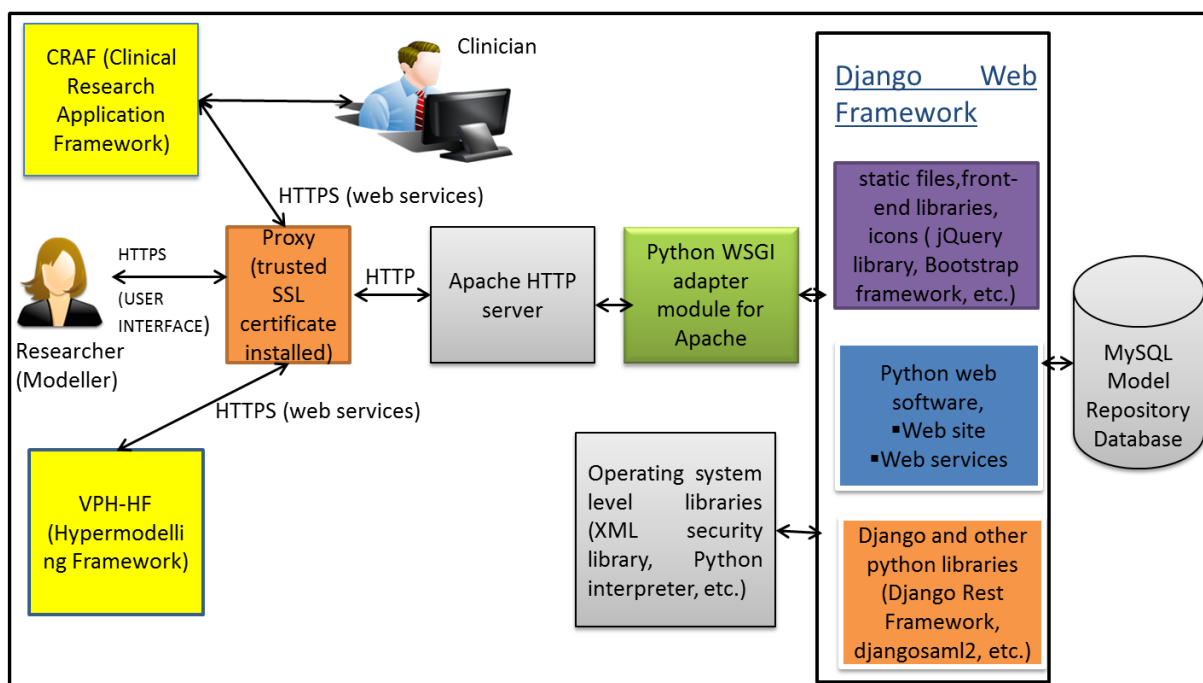 CRAF (Clinical
Research
Application
Framework)
Clinician
HTTPS (web services)
HTTPS
(USER
INTERFACE)
Researcher
(Modeller)
Proxy
(trusted
SSL
certificate
installed)
HTTP
HTTPS (web services)
VPH-HF
(Hypermodelli
ng Framework)
Apache HTTP
server
Python WSGI
adapter
module for
Apache
Operating system
level libraries
(XML security
library, Python
interpreter, etc.)
Django Web
Framework
static files,front-
end libraries,
icons ( jQuery
library, Bootstrap
framework, etc.)
Python web
software,
▪Web site
▪Web services
Django and other
python libraries
(Django Rest
Framework,
djangosaml2, etc.)
MySQL
Model
Repository
Database